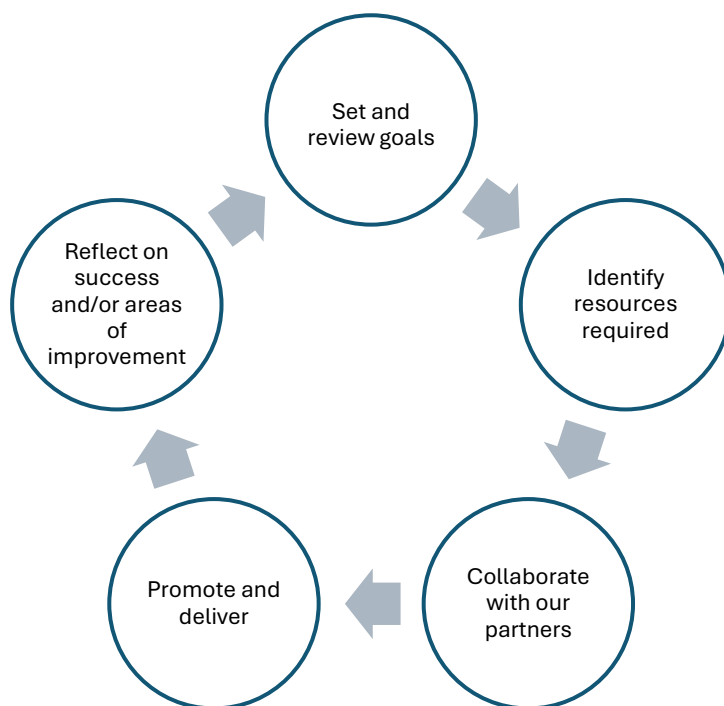 Set and
review goals
Identify
resources
required
Collaborate
with our
partners
Promote and
deliver
Reflect on
success
and/or areas
of
improvement